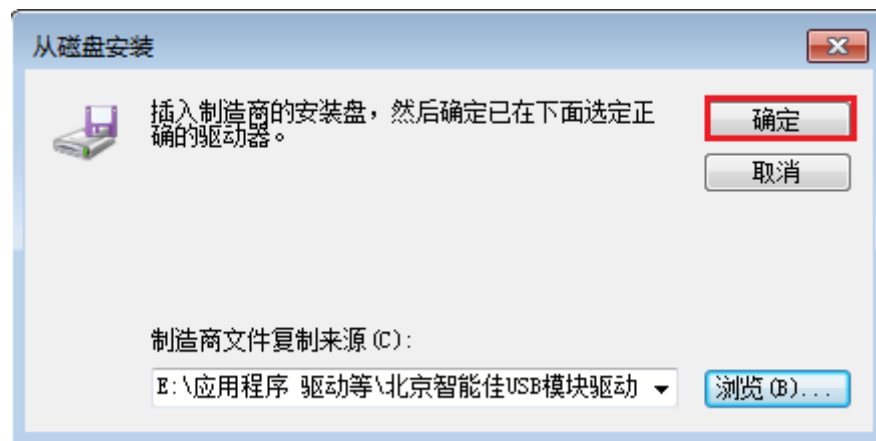 从磁盘安装
插入制造商的安装盘，然后确定已在下面选定正
确的驱动器。
确定
取消
制造商文件复制来源(C):
E:\应用程序 驱动等\北京智能佳USB模块驱动
浏览(B)...